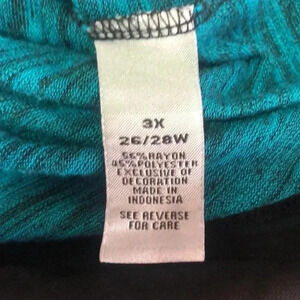 3X
26/28W
55%RAYON
45%POLYESTER
EXCLUSIVE OF
DECORATION
MADE IN
INDONESIA
SEE REVERSE
FOR CARE